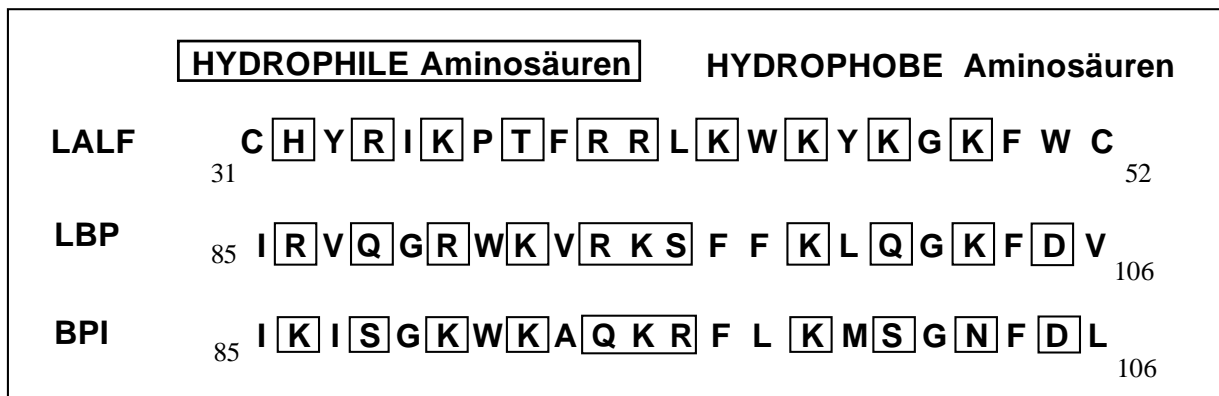 HYDROPHILE Aminosäuren HYDROPHOBE Aminosäuren
LALF 31 C H Y R I K P T F R R L K W K Y K G K F W C 52
LBP 85 I R V Q G R W K V R K S F F K L Q G K F D V 106
BPI 85 I K I S G K W K A Q K R F L K M S G N F D L 106